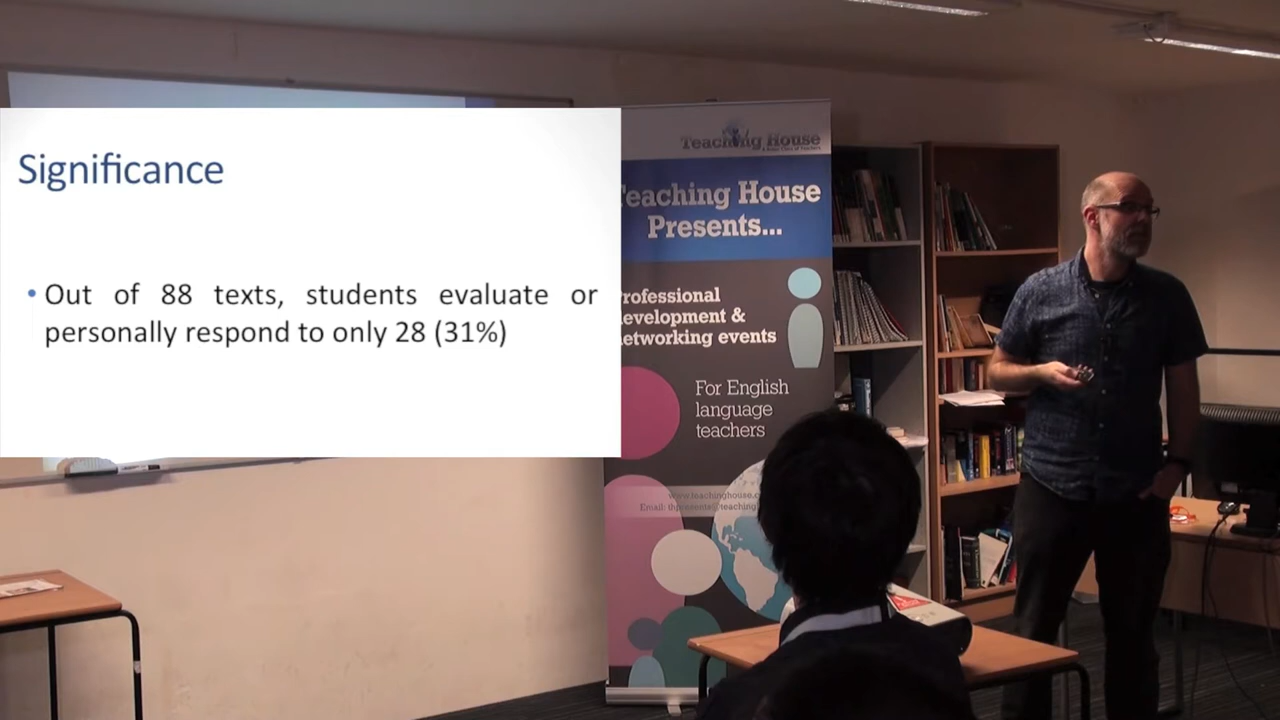 Significance
• Out of 88 texts, students evaluate or
personally respond to only 28 (31%)
Teaching House
Teaching House
Presents...
Professional
development &
networking events
For English
language
teachers